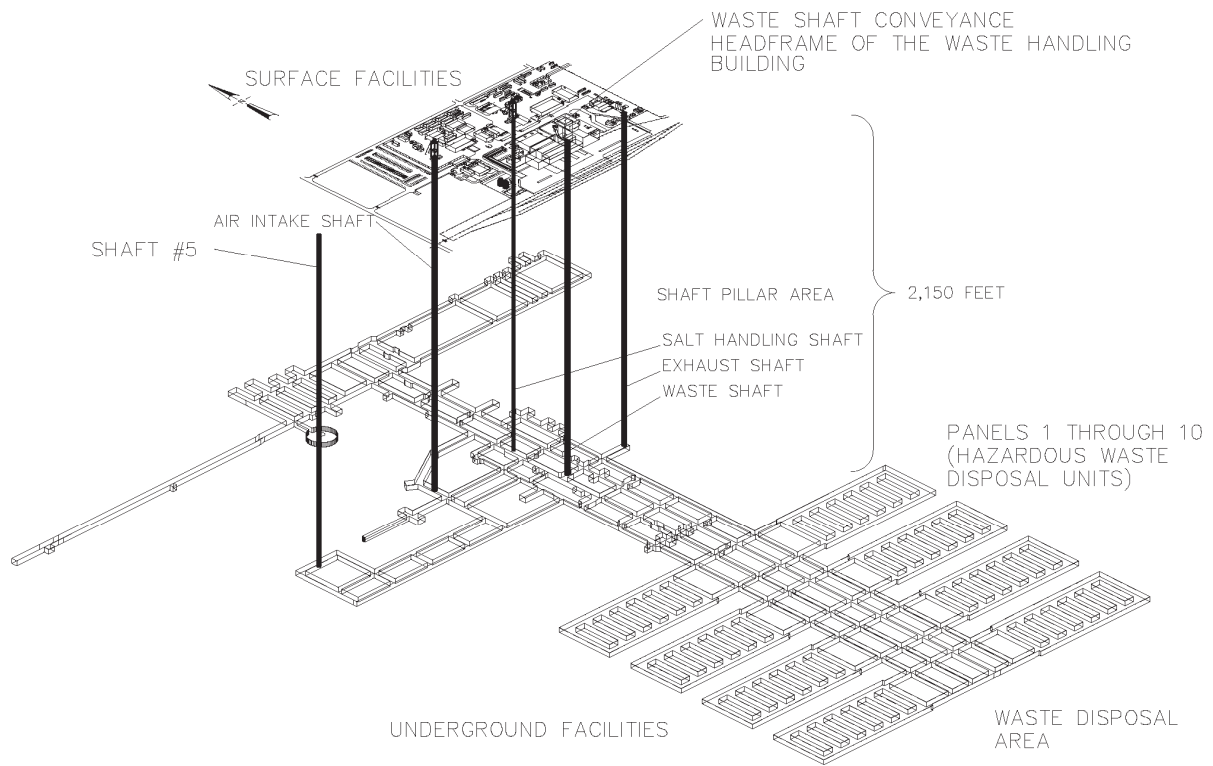 WASTE SHAFT CONVEYANCE
HEADFRAME OF THE WASTE HANDLING
BUILDING
SURFACE FACILITIES
AIR INTAKE SHAFT
SHAFT #5
SHAFT PILLAR AREA
2,150 FEET
SALT HANDLING SHAFT
EXHAUST SHAFT
WASTE SHAFT
PANELS 1 THROUGH 10
(HAZARDOUS WASTE
DISPOSAL UNITS)
UNDERGROUND FACILITIES
WASTE DISPOSAL
AREA